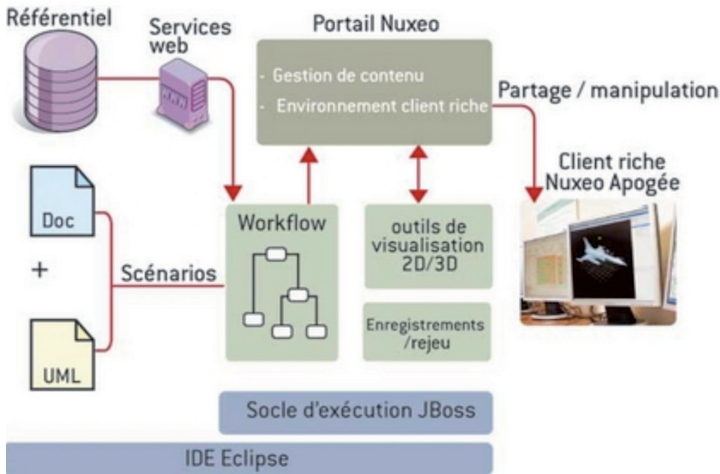 Référentiel
Services
web
Portail Nuxeo
- Gestion de contenu
- Environnement client riche
Partage / manipulation
Client riche
Nuxeo Apogée
Doc
+
UML
Scénarios
Workflow
outils de
visualisation
2D/3D
Enregistrements
/rejeu
Socle d'exécution JBoss
IDE Eclipse